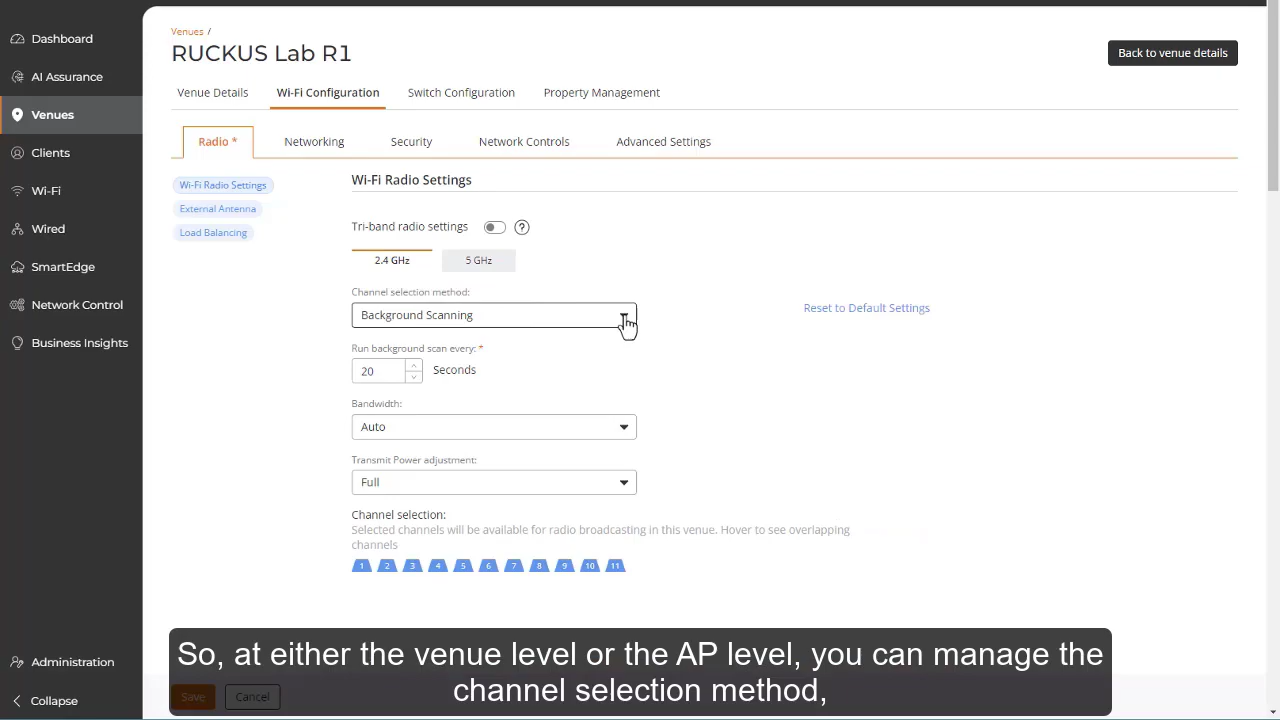 Dashboard
AI Assurance
Venues
Clients
Wi-Fi
Wired
SmartEdge
Network Control
Business Insights
Administration
Collapse
Venues /
RUCKUS Lab R1
Back to venue details
Venue Details
Wi-Fi Configuration
Switch Configuration
Property Management
Radio *
Networking
Security
Network Controls
Advanced Settings
Wi-Fi Radio Settings
External Antenna
Load Balancing
Wi-Fi Radio Settings
Tri-band radio settings ?
2.4 GHz
5 GHz
Channel selection method:
Background Scanning
Reset to Default Settings
Run background scan every: *
20 Seconds
Bandwidth:
Auto
Transmit Power adjustment:
Full
Channel selection:
Selected channels will be available for radio broadcasting in this venue. Hover to see overlapping
channels
1 2 3 4 5 6 7 8 9 10 11
Save
Cancel
So, at either the venue level or the AP level, you can manage the
channel selection method,